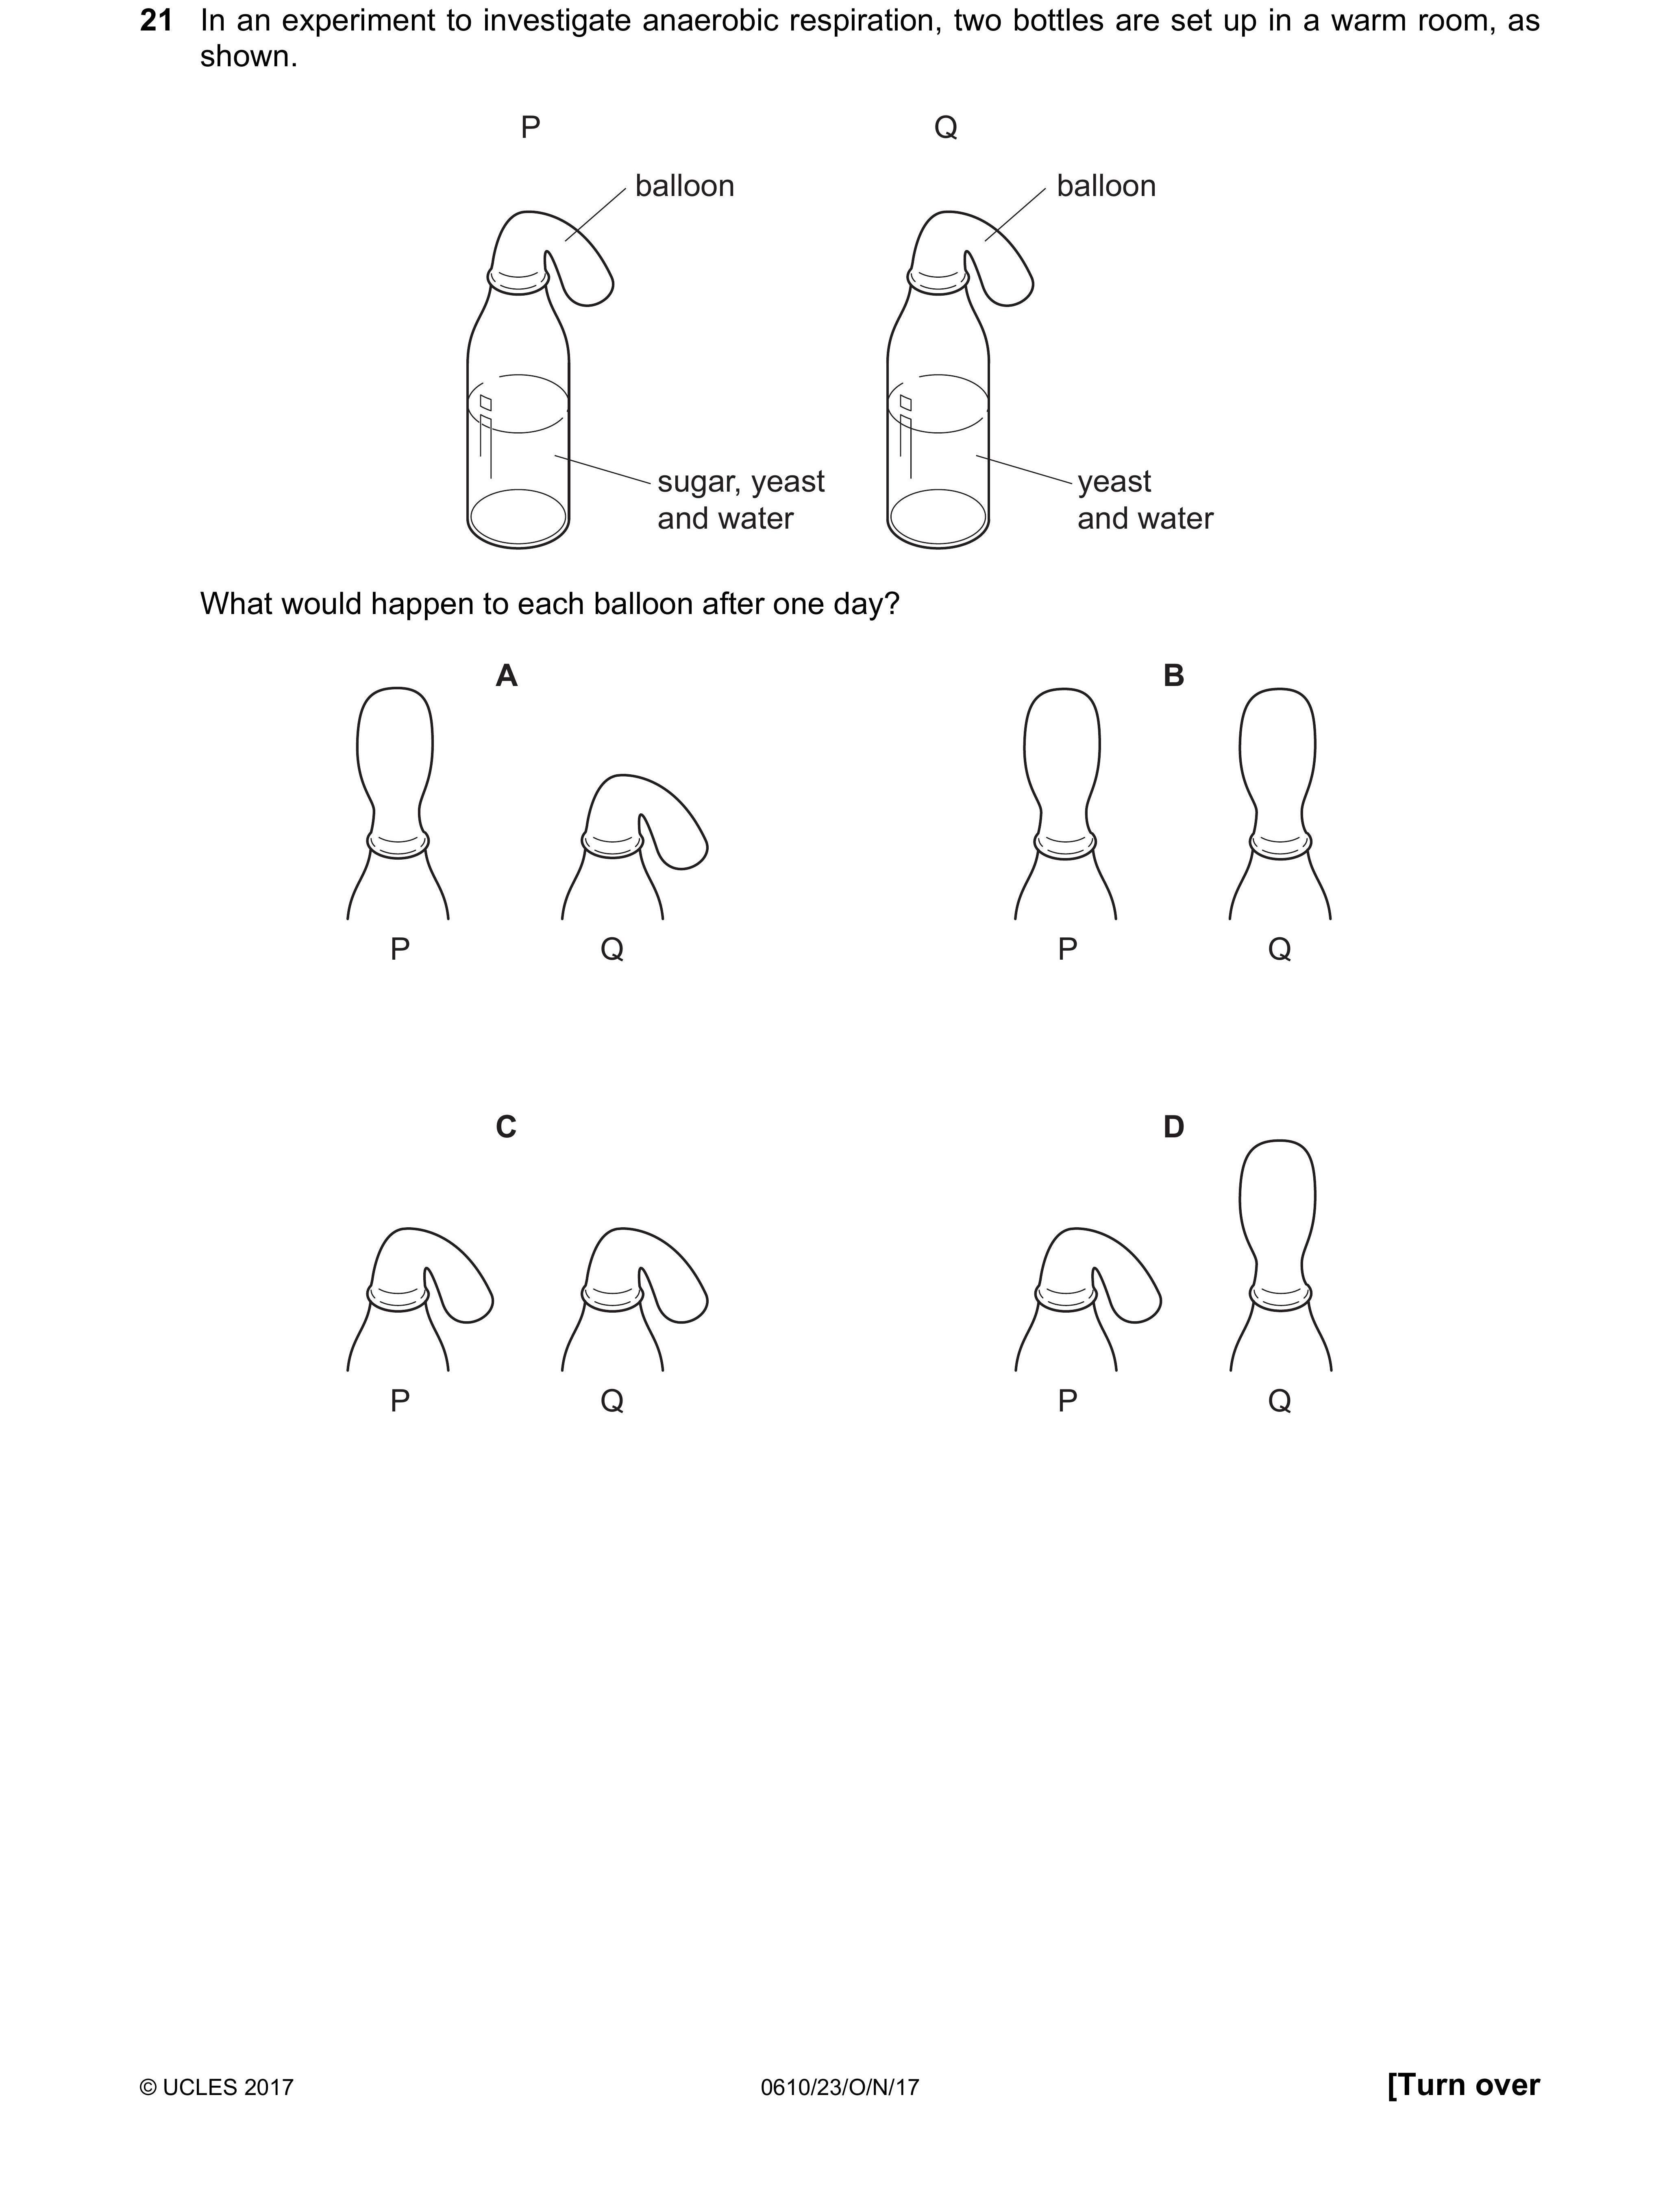 21 In an experiment to investigate anaerobic respiration, two bottles are set up in a warm room, as
shown.
P
Q
balloon
balloon
sugar, yeast
and water
yeast
and water
What would happen to each balloon after one day?
A
B
P
Q
P
Q
C
D
P
Q
P
Q
© UCLES 2017
0610/23/O/N/17
[Turn over